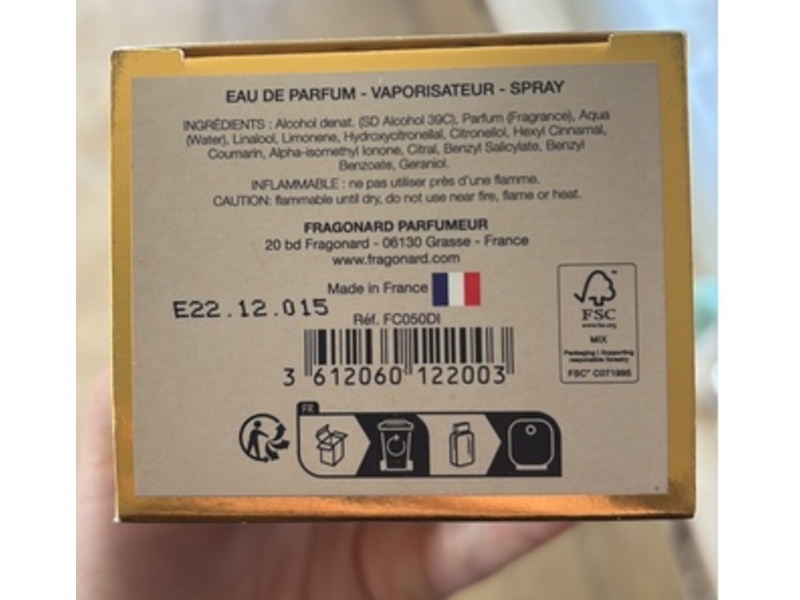 EAU DE PARFUM - VAPORISATEUR - SPRAY
INGRÉDIENTS : Alcohol denat. (SD Alcohol 39C), Parfum (Fragrance), Aqua
(Water), Linalool, Limonene, Hydroxycitronellal, Citronellol, Hexyl Cinnamal,
Coumarin, Alpha-isomethyl Ionone, Citral, Benzyl Salicylate, Benzyl
Benzoate, Geraniol.
INFLAMMABLE : ne pas utiliser près d'une flamme.
CAUTION: flammable until dry, do not use near fire, flame or heat.
FRAGONARD PARFUMEUR
20 bd Fragonard - 06130 Grasse - France
www.fragonard.com
Made in France
E22.12.015
Réf. FC050DI
3 612060 122003
FSC
www.fsc.org
MIX
Packaging | Supporting
responsible forestry
FSC® C071995
FR